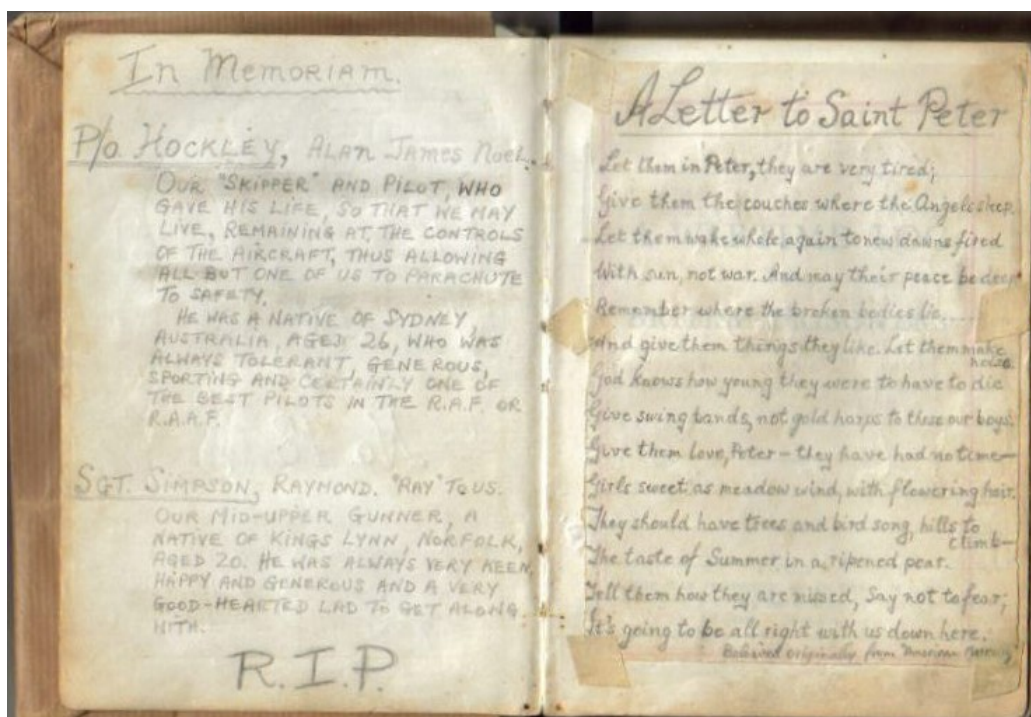 In Memoriam.
P/o HOCKLEY, ALAN JAMES NOEL.
OUR "SKIPPER" AND PILOT, WHO
GAVE HIS LIFE, SO THAT WE MAY
LIVE, REMAINING AT THE CONTROLS
OF THE AIRCRAFT, THUS ALLOWING
ALL BUT ONE OF US TO PARACHUTE
TO SAFETY.
HE WAS A NATIVE OF SYDNEY,
AUSTRALIA, AGED 26, WHO WAS
ALWAYS TOLERANT, GENEROUS,
SPORTING AND CERTAINLY ONE OF
THE BEST PILOTS IN THE R.A.F. OR
R.A.A.F.
SGT. SIMPSON, RAYMOND. "RAY" TO US.
OUR MID-UPPER GUNNER, A
NATIVE OF KINGS LYNN, NORFOLK,
AGED 20. HE WAS ALWAYS VERY KEEN,
HAPPY AND GENEROUS AND A VERY
GOOD-HEARTED LAD TO GET ALONG
WITH.
R.I.P.
A Letter to Saint Peter
Let them in Peter, they are very tired;
Give them the couches where the Angels sleep.
Let them wake whole again to new dawns fired
With sun, not war. And may their peace be deep
Remember where the broken bodies lie....
And give them things they like. Let them make
noise.
God knows how young they were to have to die
Give swing bands, not gold harps to these our boys.
Give them love, Peter – they have had no time—
Girls sweet as meadow wind, with flowering hair.
They should have trees and bird song, hills to
climb—
The taste of Summer in a ripened pear.
Tell them how they are missed, Say not to fear;
It's going to be all right with us down here.
Believed originally from "American